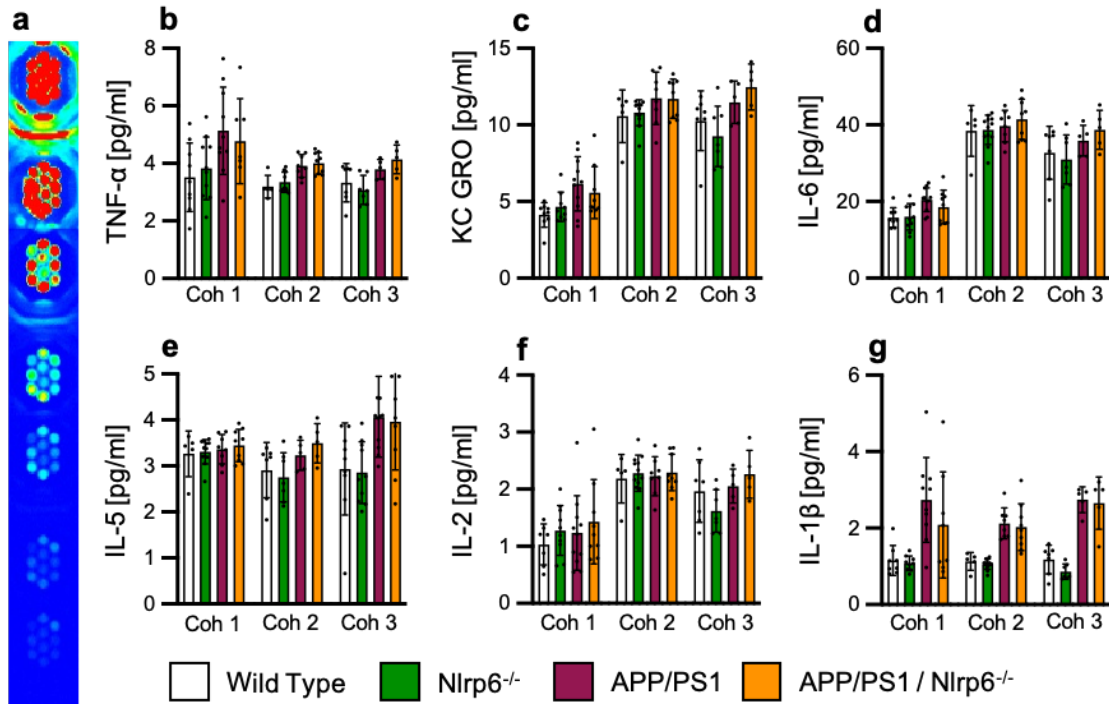 a
b
TNF-α [pg/ml]
8
6
4
2
0
Coh 1 Coh 2 Coh 3
c
KC GRO [pg/ml]
15
10
5
0
Coh 1 Coh 2 Coh 3
d
IL-6 [pg/ml]
60
40
20
0
Coh 1 Coh 2 Coh 3
e
IL-5 [pg/ml]
5
4
3
2
1
0
Coh 1 Coh 2 Coh 3
f
IL-2 [pg/ml]
4
3
2
1
0
Coh 1 Coh 2 Coh 3
g
IL-1β [pg/ml]
6
4
2
0
Coh 1 Coh 2 Coh 3
Wild Type Nlrp6⁻/⁻ APP/PS1 APP/PS1 / Nlrp6⁻/⁻